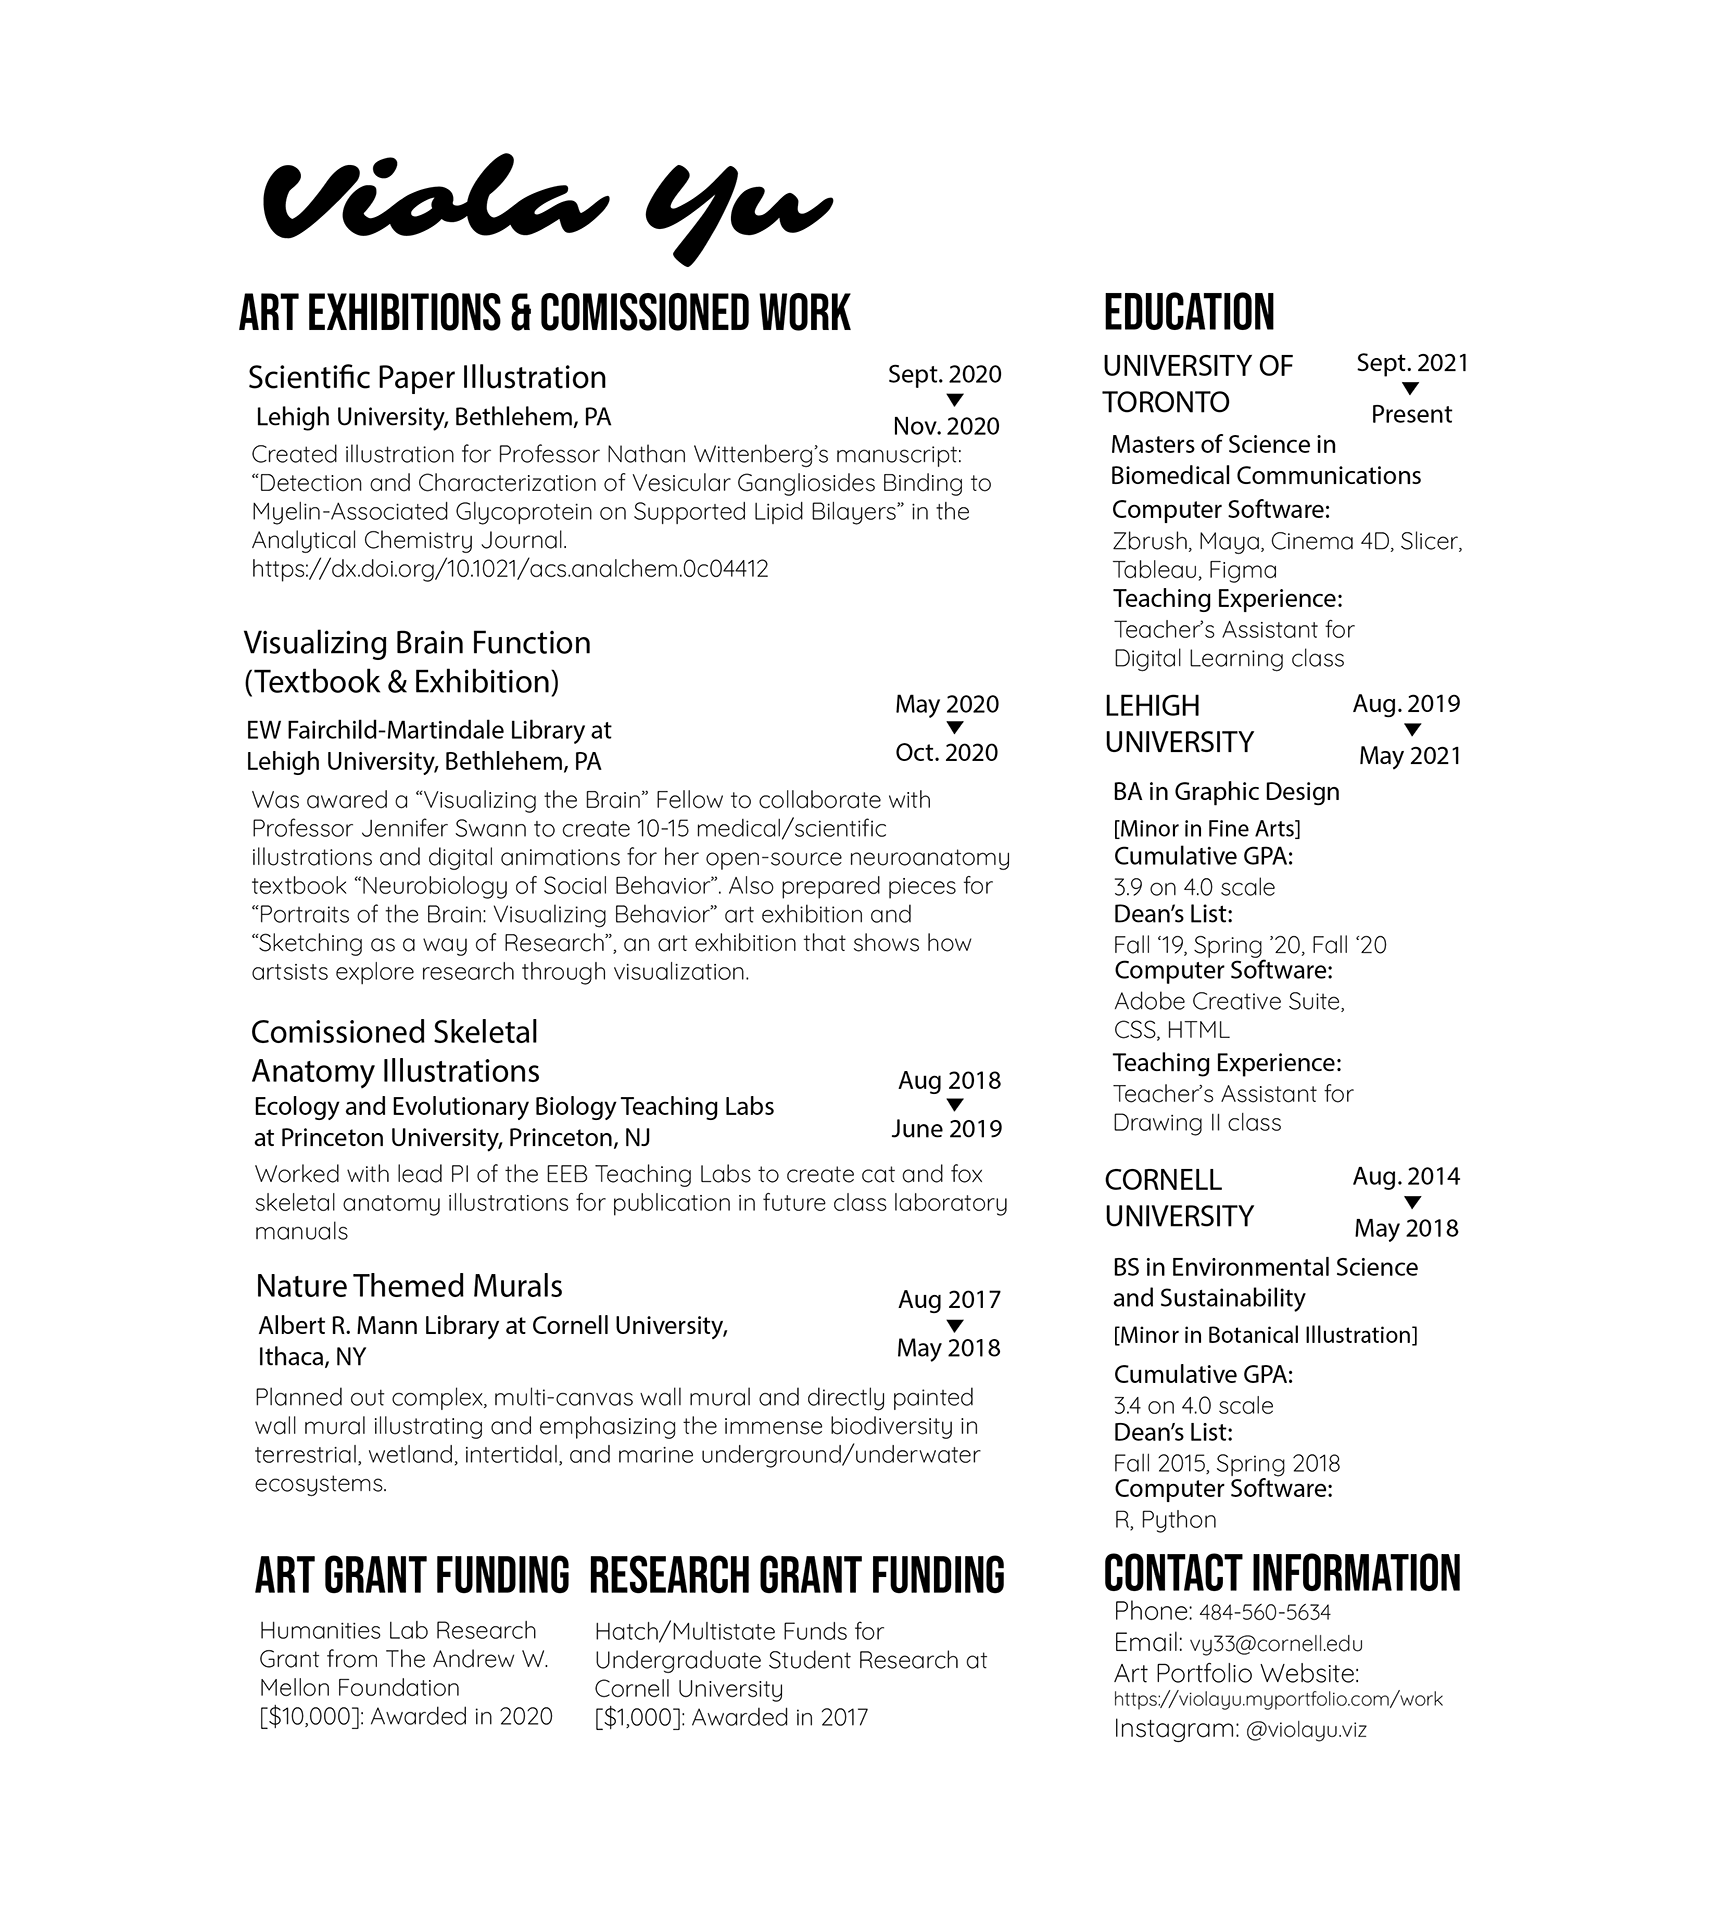 Viola Yu
ART EXHIBITIONS & COMISSIONED WORK
Scientific Paper Illustration
Sept. 2020
Lehigh University, Bethlehem, PA
Nov. 2020
Created illustration for Professor Nathan Wittenberg's manuscript:
“Detection and Characterization of Vesicular Gangliosides Binding to
Myelin-Associated Glycoprotein on Supported Lipid Bilayers” in the
Analytical Chemistry Journal.
https://dx.doi.org/10.1021/acs.analchem.0c04412
Visualizing Brain Function
(Textbook & Exhibition)
May 2020
EW Fairchild-Martindale Library at
Oct. 2020
Lehigh University, Bethlehem, PA
Was awared a “Visualizing the Brain” Fellow to collaborate with
Professor Jennifer Swann to create 10-15 medical/scientific
illustrations and digital animations for her open-source neuroanatomy
textbook “Neurobiology of Social Behavior”. Also prepared pieces for
“Portraits of the Brain: Visualizing Behavior” art exhibition and
“Sketching as a way of Research”, an art exhibition that shows how
artsists explore research through visualization.
Comissioned Skeletal
Anatomy Illustrations
Aug 2018
Ecology and Evolutionary Biology Teaching Labs
June 2019
at Princeton University, Princeton, NJ
Worked with lead PI of the EEB Teaching Labs to create cat and fox
skeletal anatomy illustrations for publication in future class laboratory
manuals
Nature Themed Murals
Aug 2017
Albert R. Mann Library at Cornell University,
May 2018
Ithaca, NY
Planned out complex, multi-canvas wall mural and directly painted
wall mural illustrating and emphasizing the immense biodiversity in
terrestrial, wetland, intertidal, and marine underground/underwater
ecosystems.
ART GRANT FUNDING
Humanities Lab Research
Grant from The Andrew W.
Mellon Foundation
[$10,000]: Awarded in 2020
RESEARCH GRANT FUNDING
Hatch/Multistate Funds for
Undergraduate Student Research at
Cornell University
[$1,000]: Awarded in 2017
EDUCATION
UNIVERSITY OF
TORONTO
Sept. 2021
Present
Masters of Science in
Biomedical Communications
Computer Software:
Zbrush, Maya, Cinema 4D, Slicer,
Tableau, Figma
Teaching Experience:
Teacher's Assistant for
Digital Learning class
LEHIGH
UNIVERSITY
Aug. 2019
May 2021
BA in Graphic Design
[Minor in Fine Arts]
Cumulative GPA:
3.9 on 4.0 scale
Dean's List:
Fall ‘19, Spring ’20, Fall ‘20
Computer Software:
Adobe Creative Suite,
CSS, HTML
Teaching Experience:
Teacher's Assistant for
Drawing II class
CORNELL
UNIVERSITY
Aug. 2014
May 2018
BS in Environmental Science
and Sustainability
[Minor in Botanical Illustration]
Cumulative GPA:
3.4 on 4.0 scale
Dean's List:
Fall 2015, Spring 2018
Computer Software:
R, Python
CONTACT INFORMATION
Phone: 484-560-5634
Email: vy33@cornell.edu
Art Portfolio Website:
https://violayu.myportfolio.com/work
Instagram: @violayu.viz